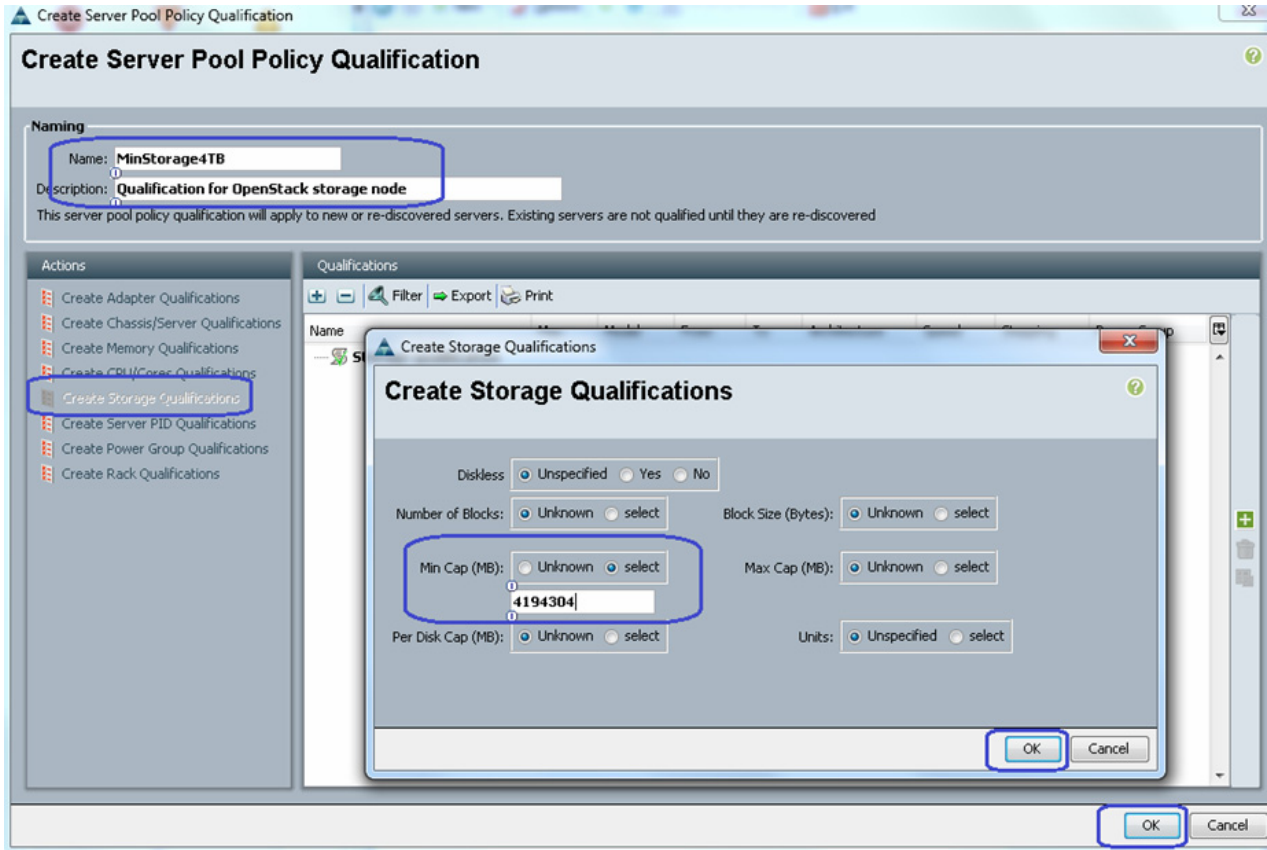 Create Server Pool Policy Qualification
Create Server Pool Policy Qualification
Naming
Name: MinStorage4TB
Description: Qualification for OpenStack storage node
This server pool policy qualification will apply to new or re-discovered servers. Existing servers are not qualified until they are re-discovered
Actions
Create Adapter Qualifications
Create Chassis/Server Qualifications
Create Memory Qualifications
Create CPU/Cores Qualifications
Create Storage Qualifications
Create Server PID Qualifications
Create Power Group Qualifications
Create Rack Qualifications
Qualifications
Filter Export Print
Name
Create Storage Qualifications
Create Storage Qualifications
Diskless Unspecified Yes No
Number of Blocks: Unknown select Block Size (Bytes): Unknown select
Min Cap (MB): Unknown select Max Cap (MB): Unknown select
4194304
Per Disk Cap (MB): Unknown select Units: Unspecified select
OK Cancel
OK Cancel